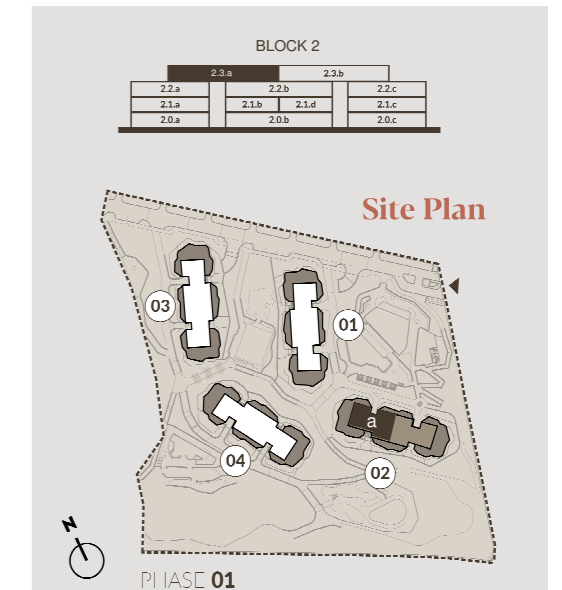 BLOCK 2
2.3.a 2.3.b
2.2.a 2.2.b 2.2.c
2.1.a 2.1.b 2.1.d 2.1.c
2.0.a 2.0.b 2.0.c
Site Plan
03
01
a
04
02
N
PHASE 01